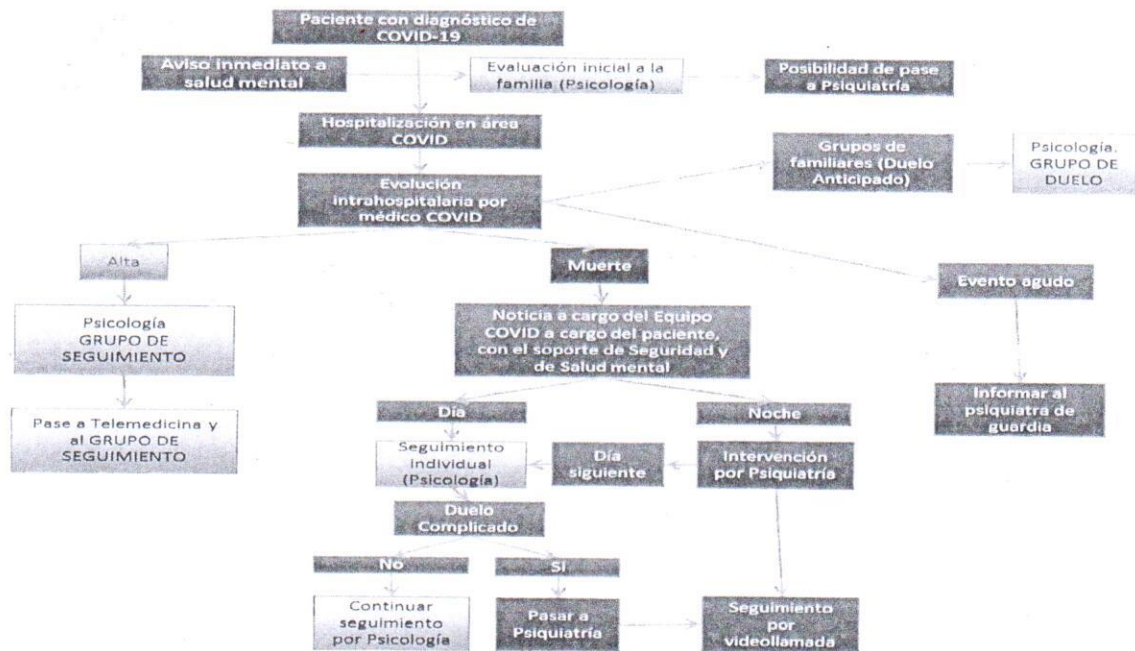 Paciente con diagnóstico de
COVID-19
Aviso inmediato a
salud mental
Evaluación inicial a la
familia (Psicología)
Posibilidad de pase
a Psiquiatría
Hospitalización en área
COVID
Grupos de
familiares (Duelo
Anticipado)
Psicología.
GRUPO DE
DUELO
Evolución
intrahospitalaria por
médico COVID
Alta
Muerte
Evento agudo
Psicología
GRUPO DE
SEGUIMIENTO
Noticia a cargo del Equipo
COVID a cargo del paciente,
con el soporte de Seguridad y
de Salud mental
Informar al
psiquiatra de
guardia
Pase a Telemedicina y
al GRUPO DE
SEGUIMIENTO
Día
Noche
Seguimiento
Individual
(Psicología)
Día
siguiente
Intervención
por Psiquiatría
Duelo
Complicado
No
Si
Continuar
seguimiento
por Psicología
Pasar a
Psiquiatría
Seguimiento
por
videollamada